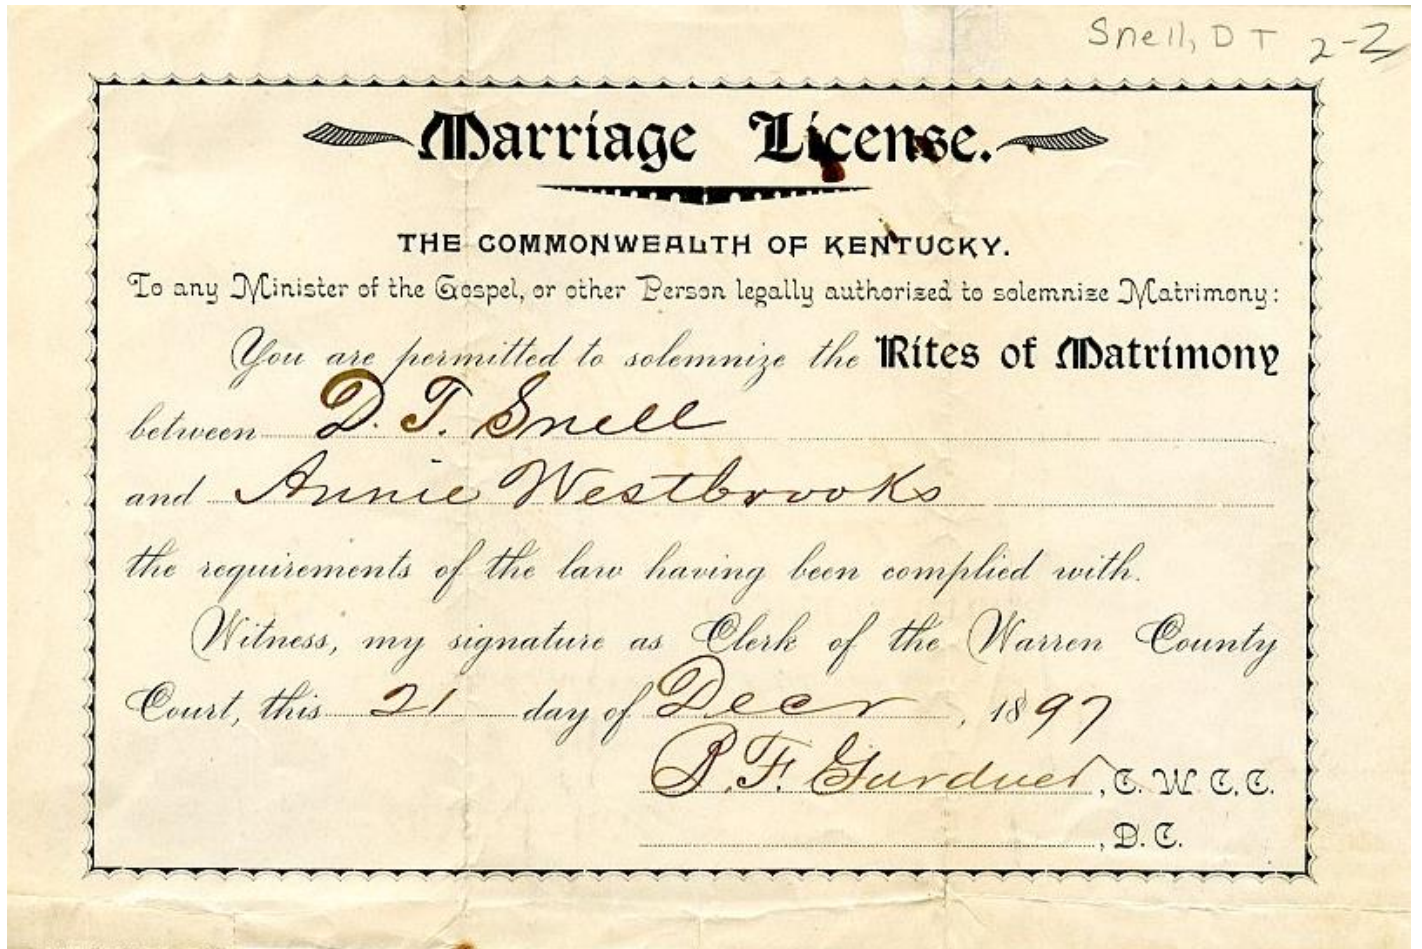 Snell, D T 2-2
Marriage License.
THE COMMONWEALTH OF KENTUCKY.
To any Minister of the Gospel, or other Person legally authorized to solemnize Matrimony:
You are permitted to solemnize the Rites of Matrimony
between D. T. Snell
and Annie Westbrooks
the requirements of the law having been complied with.
Witness, my signature as Clerk of the Warren County
Court, this 21 day of Decr, 1897
F. Gardner, C. W. C. C.
, D. C.